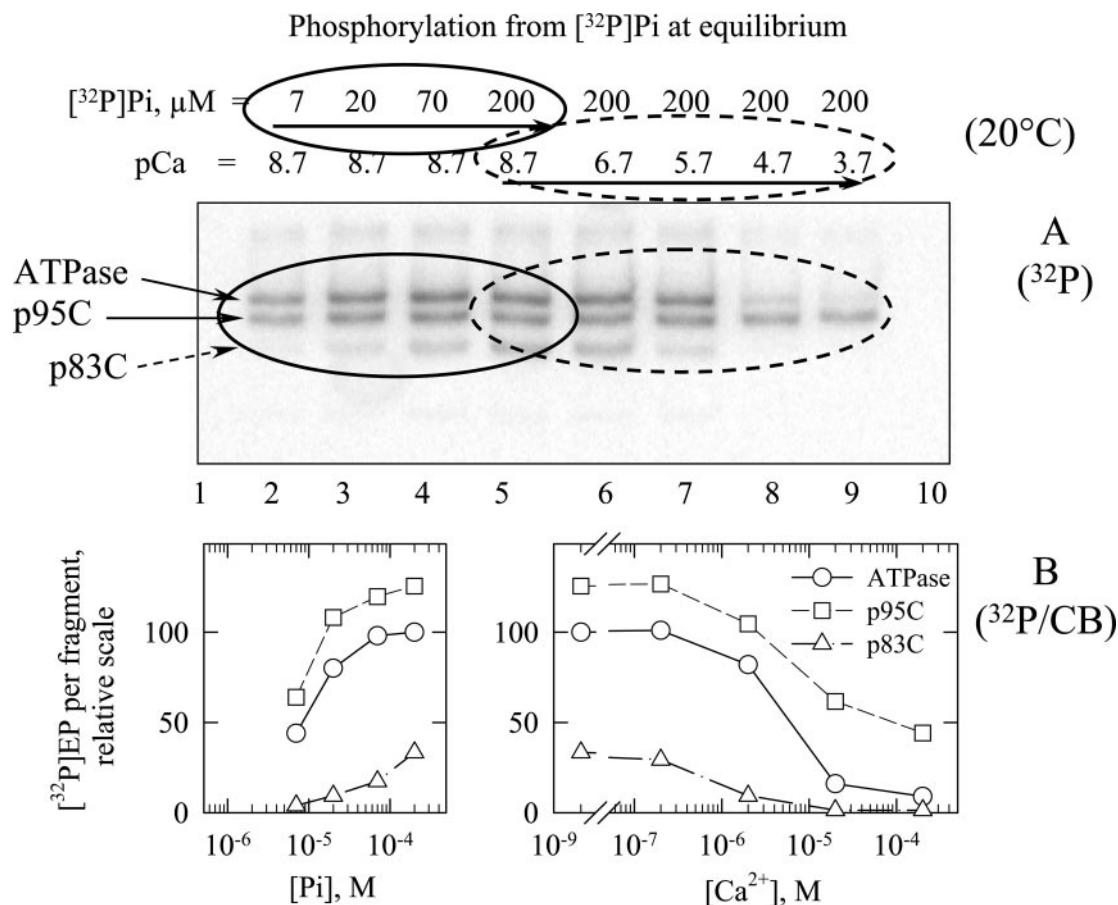 Phosphorylation from [³²P]Pi at equilibrium
[³²P]Pi, µM = 7 20 70 200 200 200 200 200
(20°C)
pCa = 8.7 8.7 8.7 8.7 6.7 5.7 4.7 3.7
A
(³²P)
ATPase
p95C
p83C
1 2 3 4 5 6 7 8 9 10
B
(³²P/CB)
[³²P]EP per fragment,
relative scale
100
50
0
10⁻⁶ 10⁻⁵ 10⁻⁴
[Pi], M
ATPase
p95C
p83C
100
50
0
10⁻⁹ 10⁻⁷ 10⁻⁶ 10⁻⁵ 10⁻⁴
[Ca²⁺], M